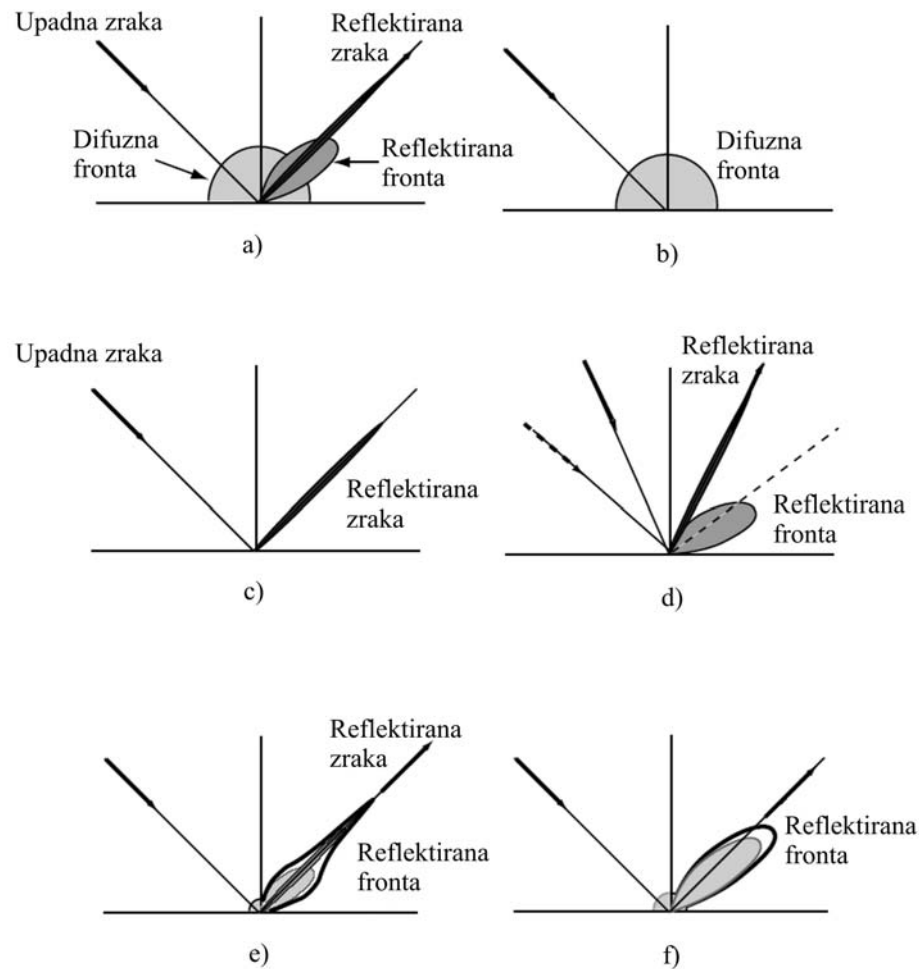 Upadna zraka
Reflektirana
zraka
Difuzna
fronta
Reflektirana
fronta
a)
Difuzna
fronta
b)
Upadna zraka
Reflektirana
zraka
c)
Reflektirana
zraka
Reflektirana
fronta
d)
Reflektirana
zraka
Reflektirana
fronta
e)
Reflektirana
fronta
f)